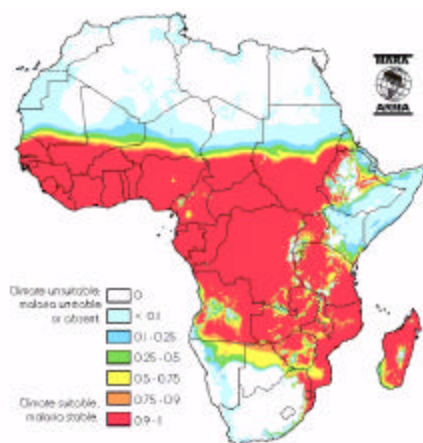 MARA
ARMA
Climate unsuitable,
malaria unstable
or absent
Climate suitable,
malaria stable
0
< 0.1
0.1 - 0.25
0.25 - 0.5
0.5 - 0.75
0.75 - 0.9
0.9 - 1